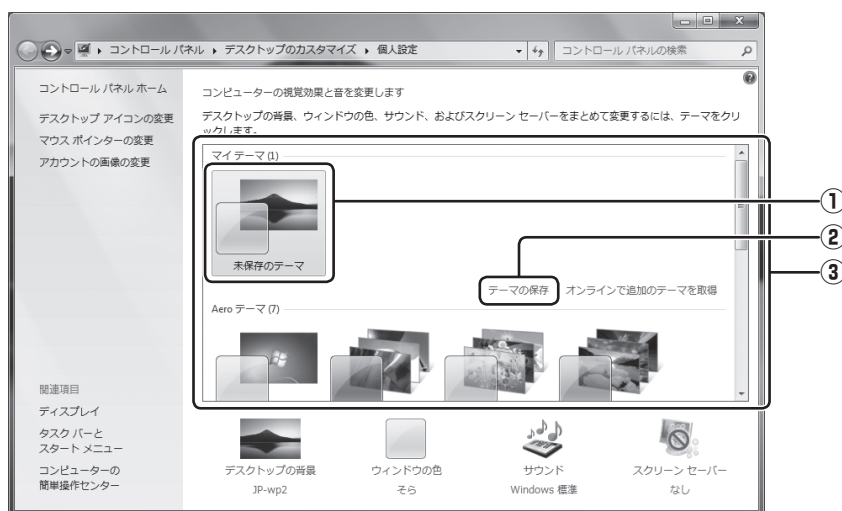 コントロール パネル デスクトップのカスタマイズ 個人設定 コントロール パネルの検索
コントロール パネル ホーム
デスクトップ アイコンの変更
マウス ポインターの変更
アカウントの画像の変更
コンピューターの視覚効果と音を変更します
デスクトップの背景、ウィンドウの色、サウンド、およびスクリーン セーバーをまとめて変更するには、テーマをクリ
ックします。
マイ テーマ (1)
未保存のテーマ
①
②
③
テーマの保存 オンラインで追加のテーマを取得
Aero テーマ (7)
関連項目
ディスプレイ
タスク バーと
スタート メニュー
コンピューターの
簡単操作センター
デスクトップの背景 ウィンドウの色 サウンド スクリーン セーバー
JP-wp2 そら Windows 標準 なし